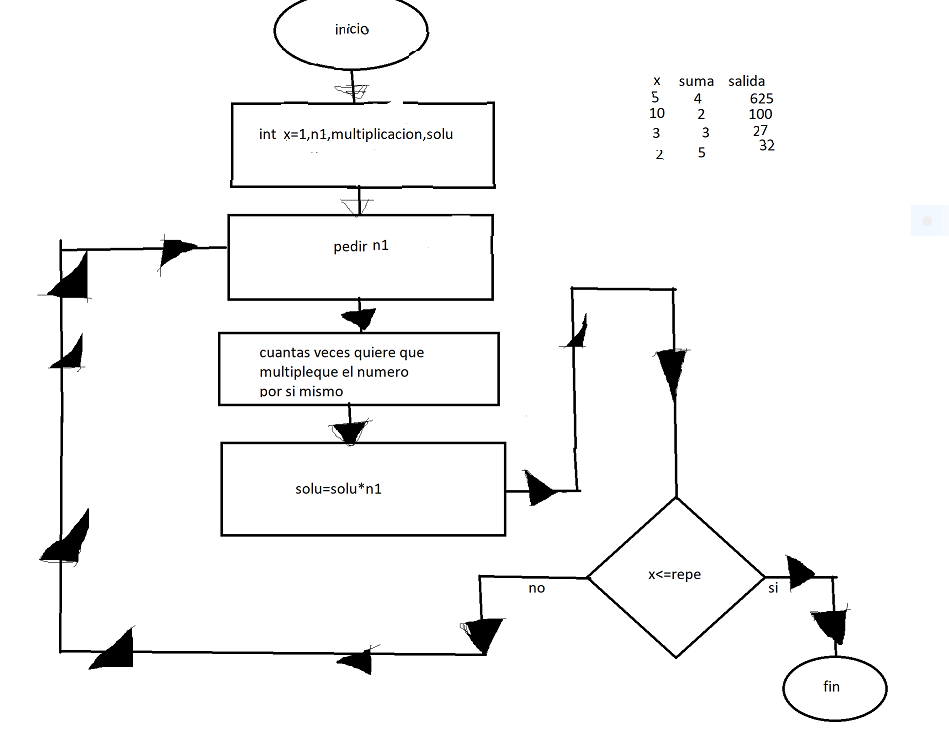 inicio
int x=1,n1,multiplicacion,solu
pedir n1
cuantas veces quiere que
multipleque el numero
por si mismo
solu=solu*n1
x<=repe
no
si
fin
x suma salida
5 4 625
10 2 100
3 3 27
2 5 32